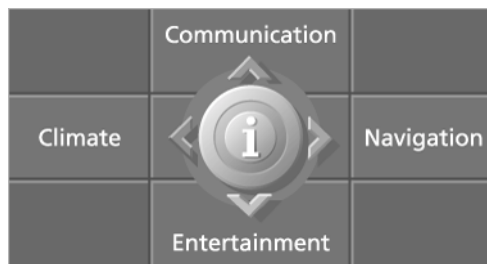 Communication
Climate
i
Navigation
Entertainment